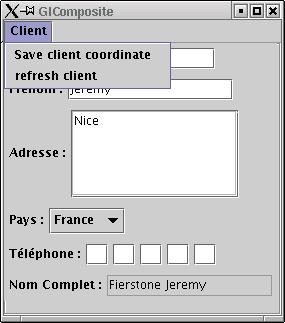 GIComposite
Client
Save client coordinate
refresh client
Prénom : Jeremy
Adresse : Nice
Pays : France
Téléphone :
Nom Complet : Fierstone Jeremy